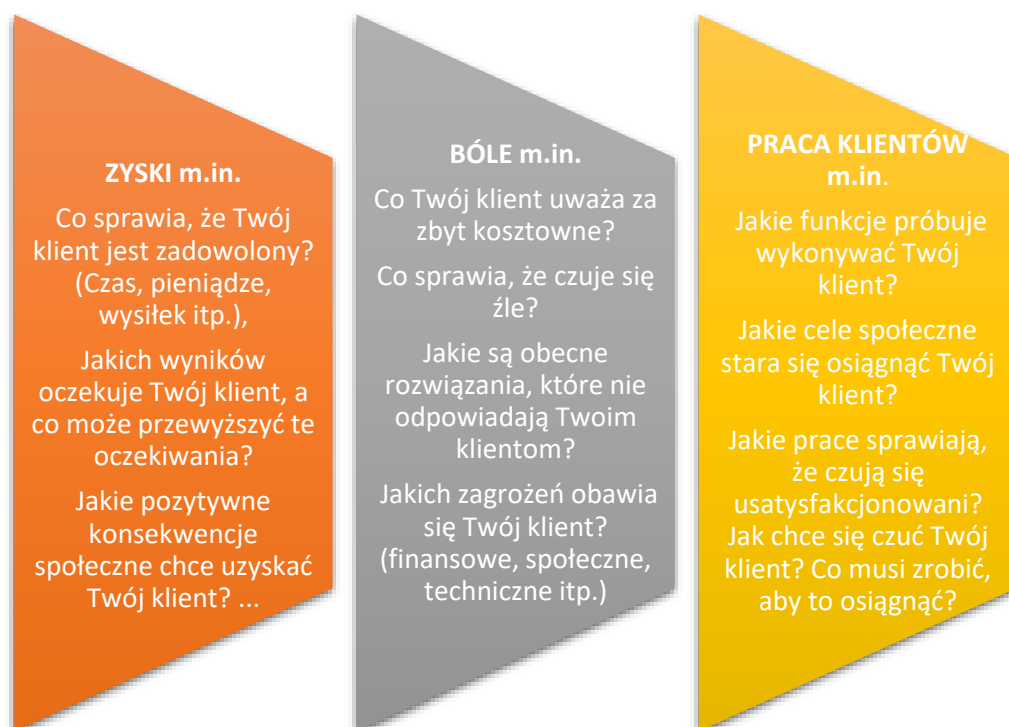 ZYSKI m.in.
Co sprawia, że Twój
klient jest zadowolony?
(Czas, pieniądze,
wysiłek itp.),
Jakich wyników
oczekuje Twój klient, a
co może przewyższyć te
oczekiwania?
Jakie pozytywne
konsekwencje
społeczne chce uzyskać
Twój klient? ...
BÓLE m.in.
Co Twój klient uważa za
zbyt kosztowne?
Co sprawia, że czuje się
źle?
Jakie są obecne
rozwiązania, które nie
odpowiadają Twoim
klientom?
Jakich zagrożeń obawia
się Twój klient?
(finansowe, społeczne,
techniczne itp.)
PRACA KLIENTÓW
m.in.
Jakie funkcje próbuje
wykonywać Twój
klient?
Jakie cele społeczne
stara się osiągnąć Twój
klient?
Jakie prace sprawiają,
że czują się
usatysfakcjonowani?
Jak chce się czuć Twój
klient? Co musi zrobić,
aby to osiągnąć?